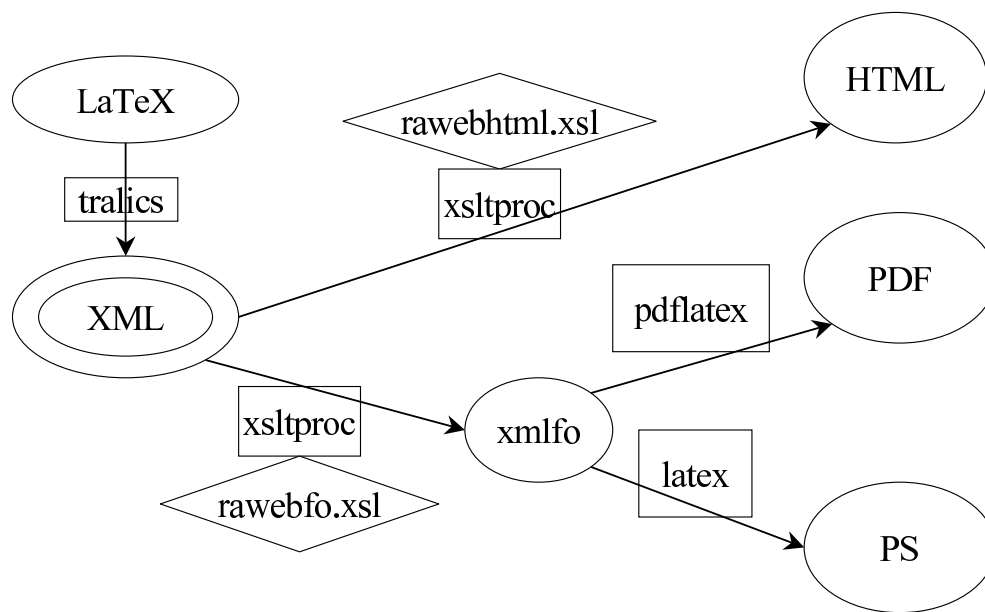 LaTeX
HTML
rawebhtml.xsl
tralics
xsltproc
PDF
XML
pdflatex
xsltproc
xmlfo
latex
rawebfo.xsl
PS